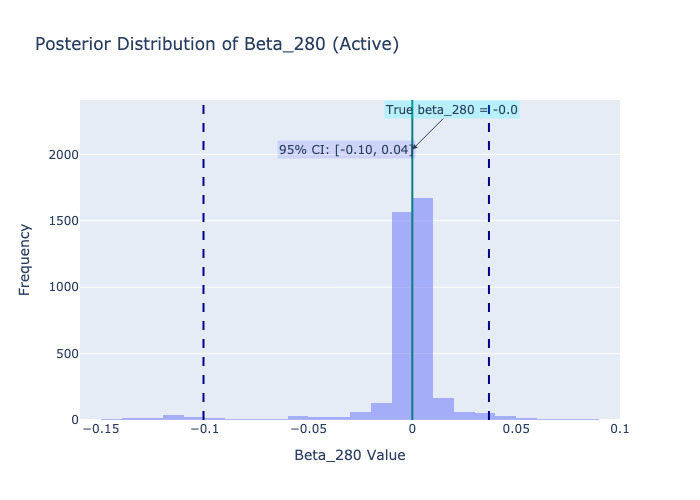 Posterior Distribution of Beta_280 (Active)
True beta_280 = -0.0
95% CI: [-0.10, 0.04]
2000
1500
1000
500
0
Frequency
−0.15
−0.1
−0.05
0
0.05
0.1
Beta_280 Value